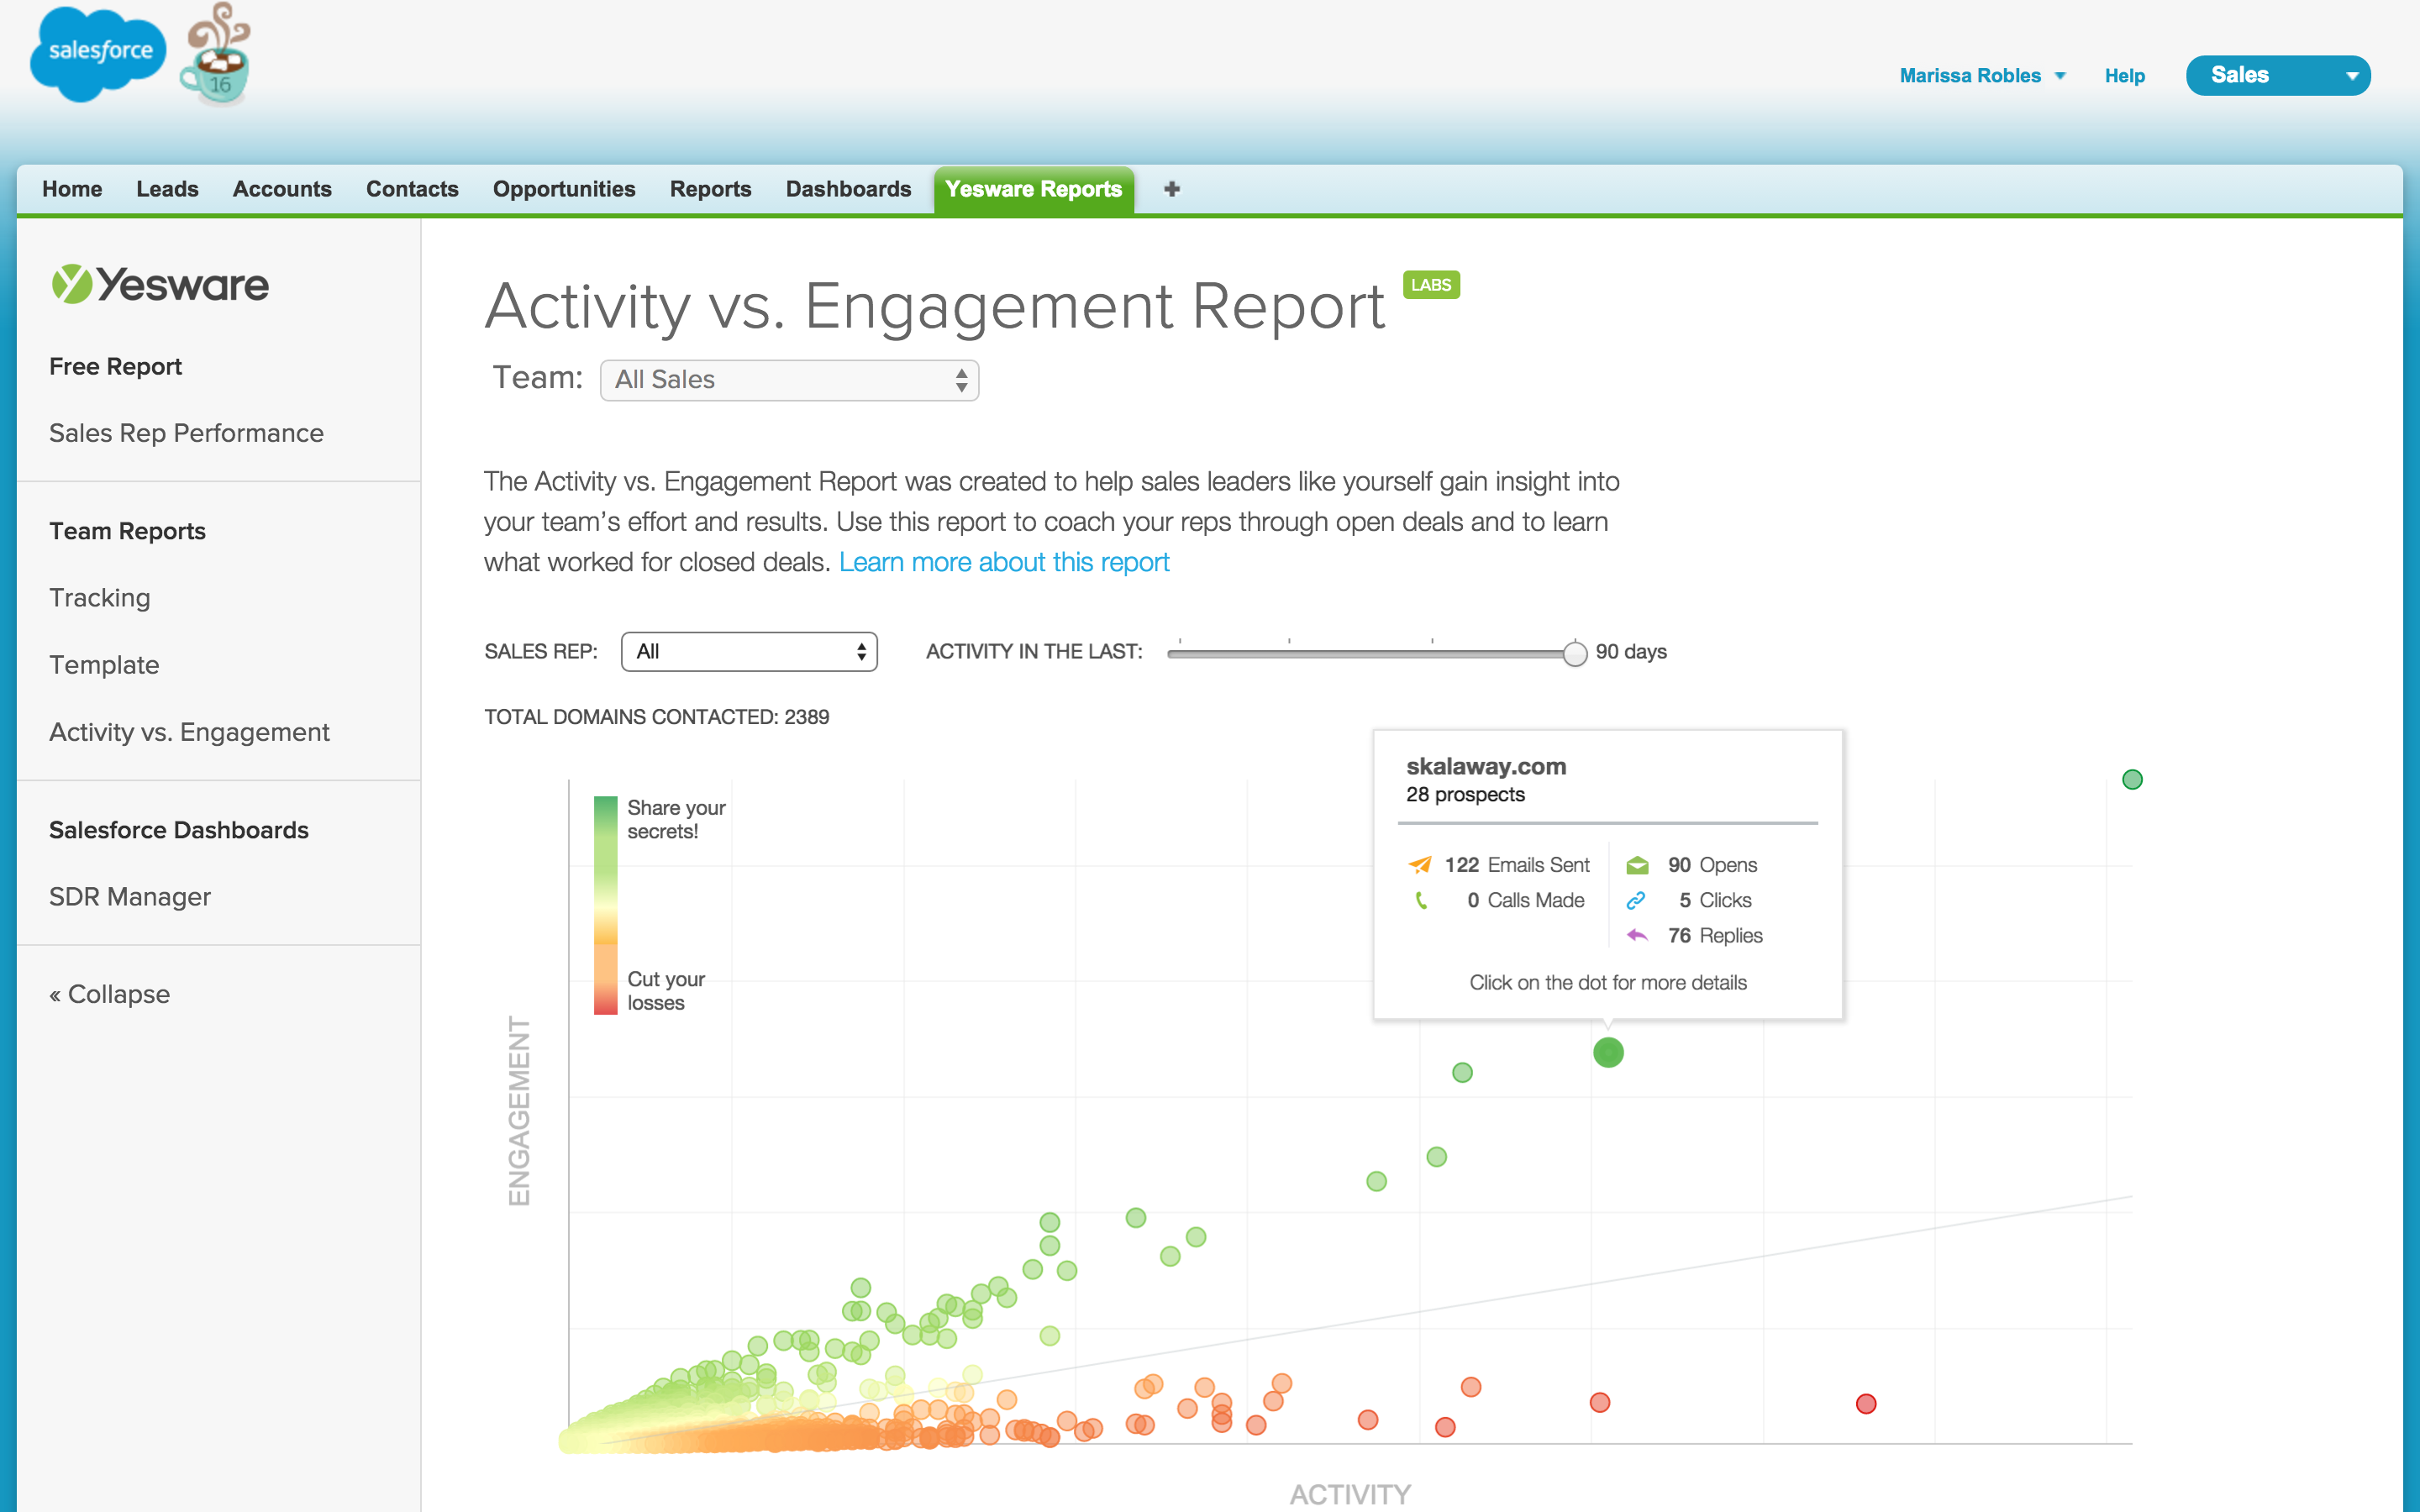 salesforce
16
Marissa Robles
Help
Sales
Home Leads Accounts Contacts Opportunities Reports Dashboards Yesware Reports +
Yesware
Free Report
Sales Rep Performance
Team Reports
Tracking
Template
Activity vs. Engagement
Salesforce Dashboards
SDR Manager
« Collapse
Activity vs. Engagement Report LABS
Team: All Sales
The Activity vs. Engagement Report was created to help sales leaders like yourself gain insight into
your team’s effort and results. Use this report to coach your reps through open deals and to learn
what worked for closed deals. Learn more about this report
SALES REP: All ACTIVITY IN THE LAST: 90 days
TOTAL DOMAINS CONTACTED: 2389
Share your
secrets!
Cut your
losses
skalaway.com
28 prospects
122 Emails Sent 90 Opens
0 Calls Made 5 Clicks
76 Replies
Click on the dot for more details
ENGAGEMENT
ACTIVITY